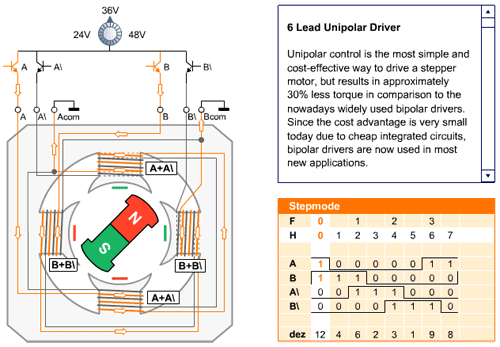 36V
24V 48V
A A\ B B\
A A\ Acom B B\ Bcom
A+A\
N
S
B+B\ B+B\
A+A\
6 Lead Unipolar Driver
Unipolar control is the most simple and
cost-effective way to drive a stepper
motor, but results in approximately
30% less torque in comparison to the
nowadays widely used bipolar drivers.
Since the cost advantage is very small
today due to cheap integrated circuits,
bipolar drivers are now used in most
new applications.
Stepmode
F 0 1 2 3
H 0 1 2 3 4 5 6 7
A 1 0 0 0 0 0 1 1
B 1 1 1 0 0 0 0 0
A\ 0 0 1 1 1 0 0 0
B\ 0 0 0 0 1 1 1 0
dez 12 4 6 2 3 1 9 8